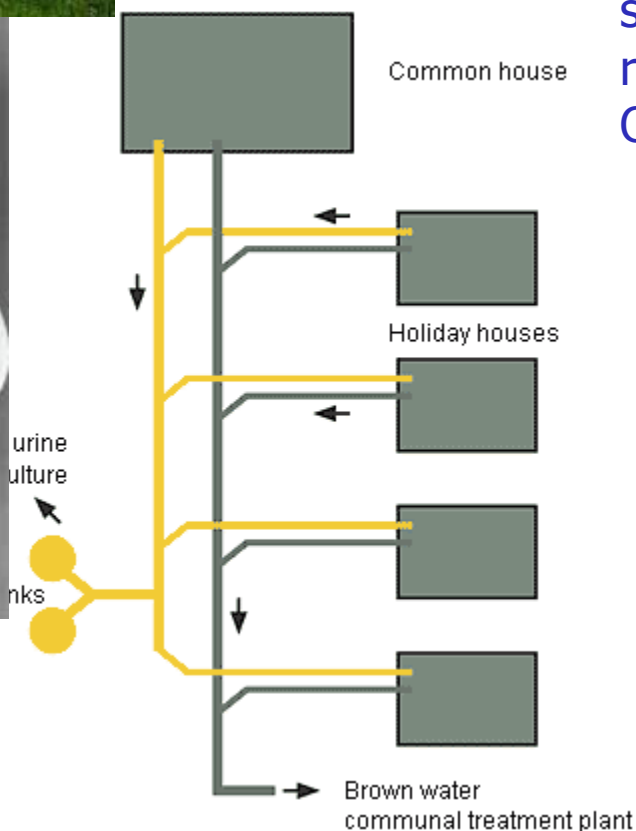 Common house
Holiday houses
urine
ulture
nks
Brown water
communal treatment plant